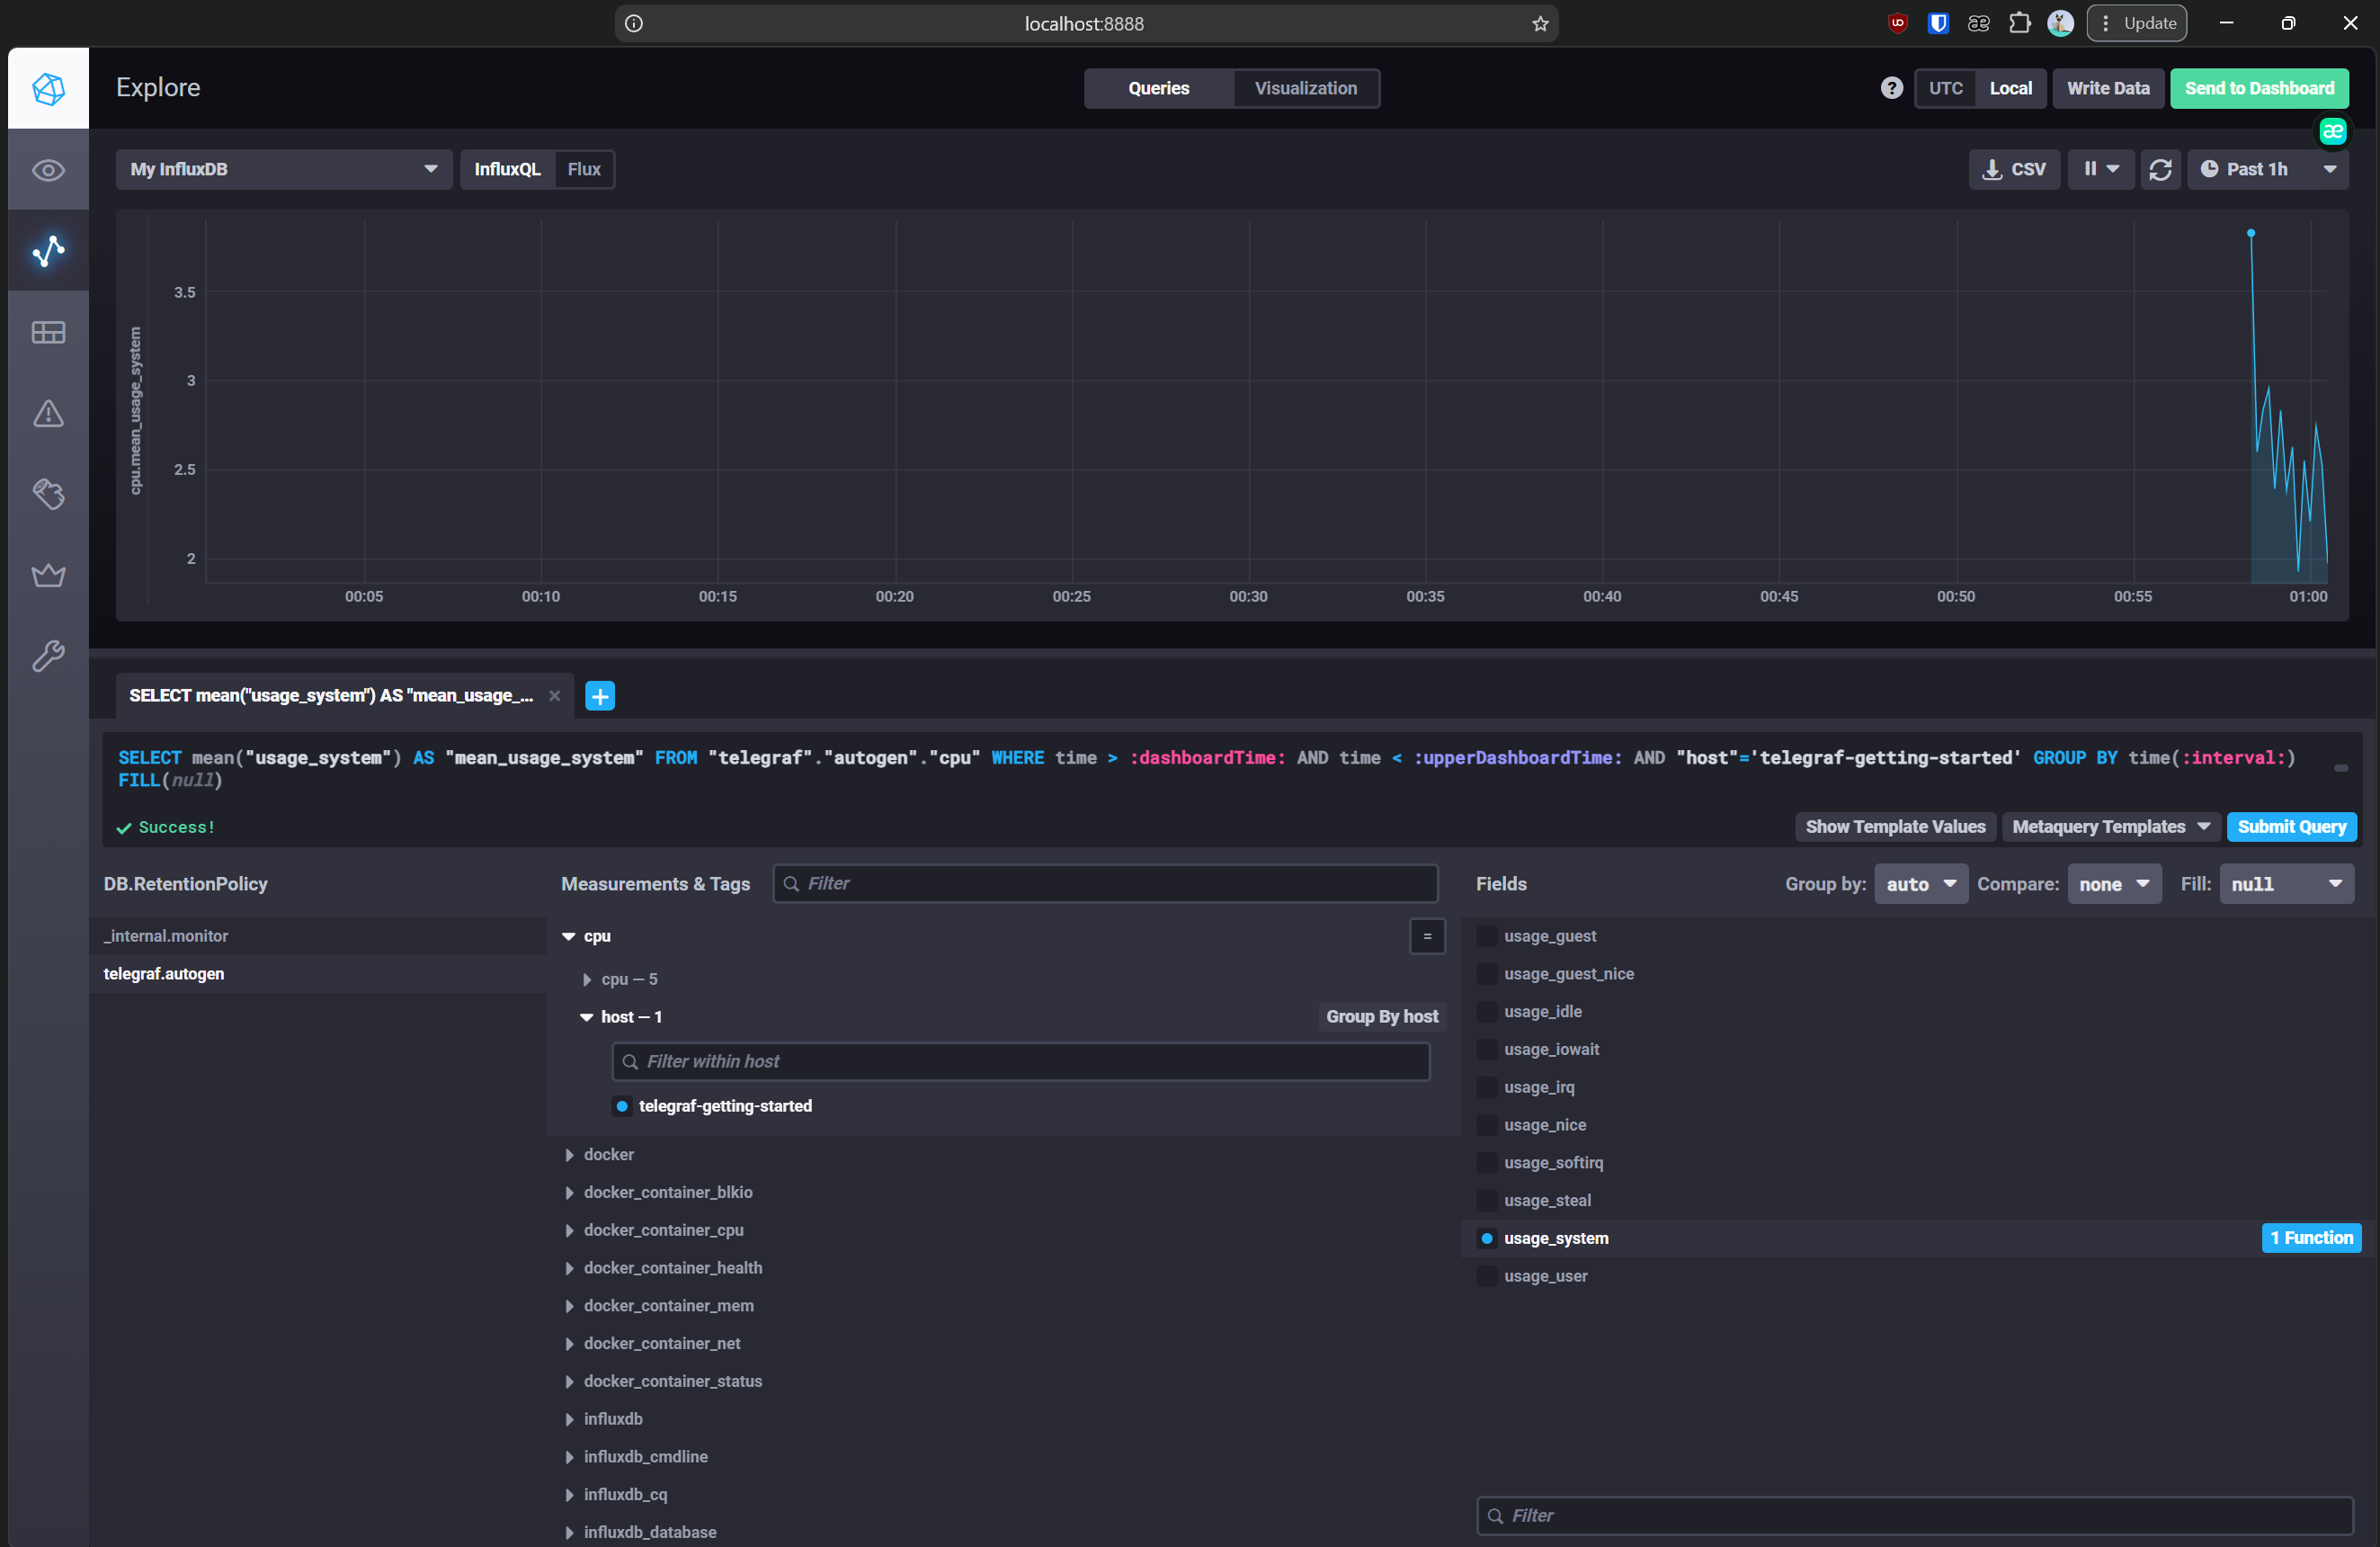 localhost:8888
Update
Explore
Queries
Visualization
?
UTC
Local
Write Data
Send to Dashboard
æ
My InfluxDB
InfluxQL
Flux
CSV
Past 1h
cpu.mean_usage_system
3.5
3
2.5
2
00:05
00:10
00:15
00:20
00:25
00:30
00:35
00:40
00:45
00:50
00:55
01:00
SELECT mean("usage_system") AS "mean_usage_...
SELECT mean("usage_system") AS "mean_usage_system" FROM "telegraf"."autogen"."cpu" WHERE time > :dashboardTime: AND time < :upperDashboardTime: AND "host"='telegraf-getting-started' GROUP BY time(:interval:)
FILL(null)
Success!
Show Template Values
Metaquery Templates
Submit Query
DB.RetentionPolicy
_internal.monitor
telegraf.autogen
Measurements & Tags
Filter
cpu
=
cpu — 5
host — 1
Group By host
Filter within host
telegraf-getting-started
docker
docker_container_blkio
docker_container_cpu
docker_container_health
docker_container_mem
docker_container_net
docker_container_status
influxdb
influxdb_cmdline
influxdb_cq
influxdb_database
Fields
Group by:
auto
Compare:
none
Fill:
null
usage_guest
usage_guest_nice
usage_idle
usage_iowait
usage_irq
usage_nice
usage_softirq
usage_steal
usage_system
1 Function
usage_user
Filter